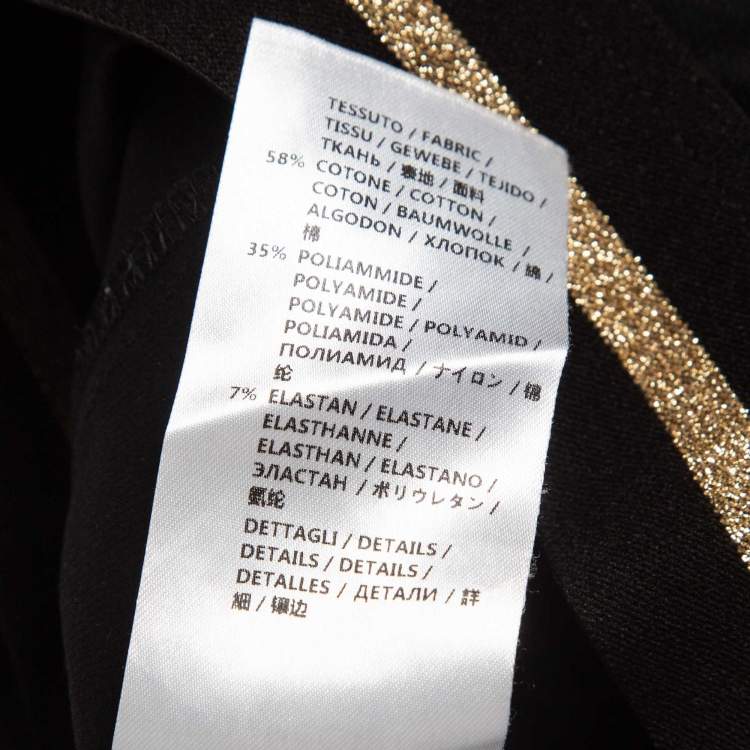 TESSUTO / FABRIC /
TISSU / GEWEBE / TEJIDO /
ТКАНЬ / 表地 / 面料
58% COTONE / COTTON /
COTON / BAUMWOLLE /
ALGODON / ХЛОПОК / 綿 /
棉
35% POLIAMMIDE /
POLYAMIDE /
POLYAMIDE / POLYAMID /
POLIAMIDA /
ПОЛИАМИД / ナイロン / 锦
纶
7% ELASTAN / ELASTANE /
ELASTHANNE /
ELASTHAN / ELASTANO /
ЭЛАСТАН / ポリウレタン /
氨纶
DETTAGLI / DETAILS /
DETAILS / DETAILS /
DETALLES / ДЕТАЛИ / 詳
細 / 镶边